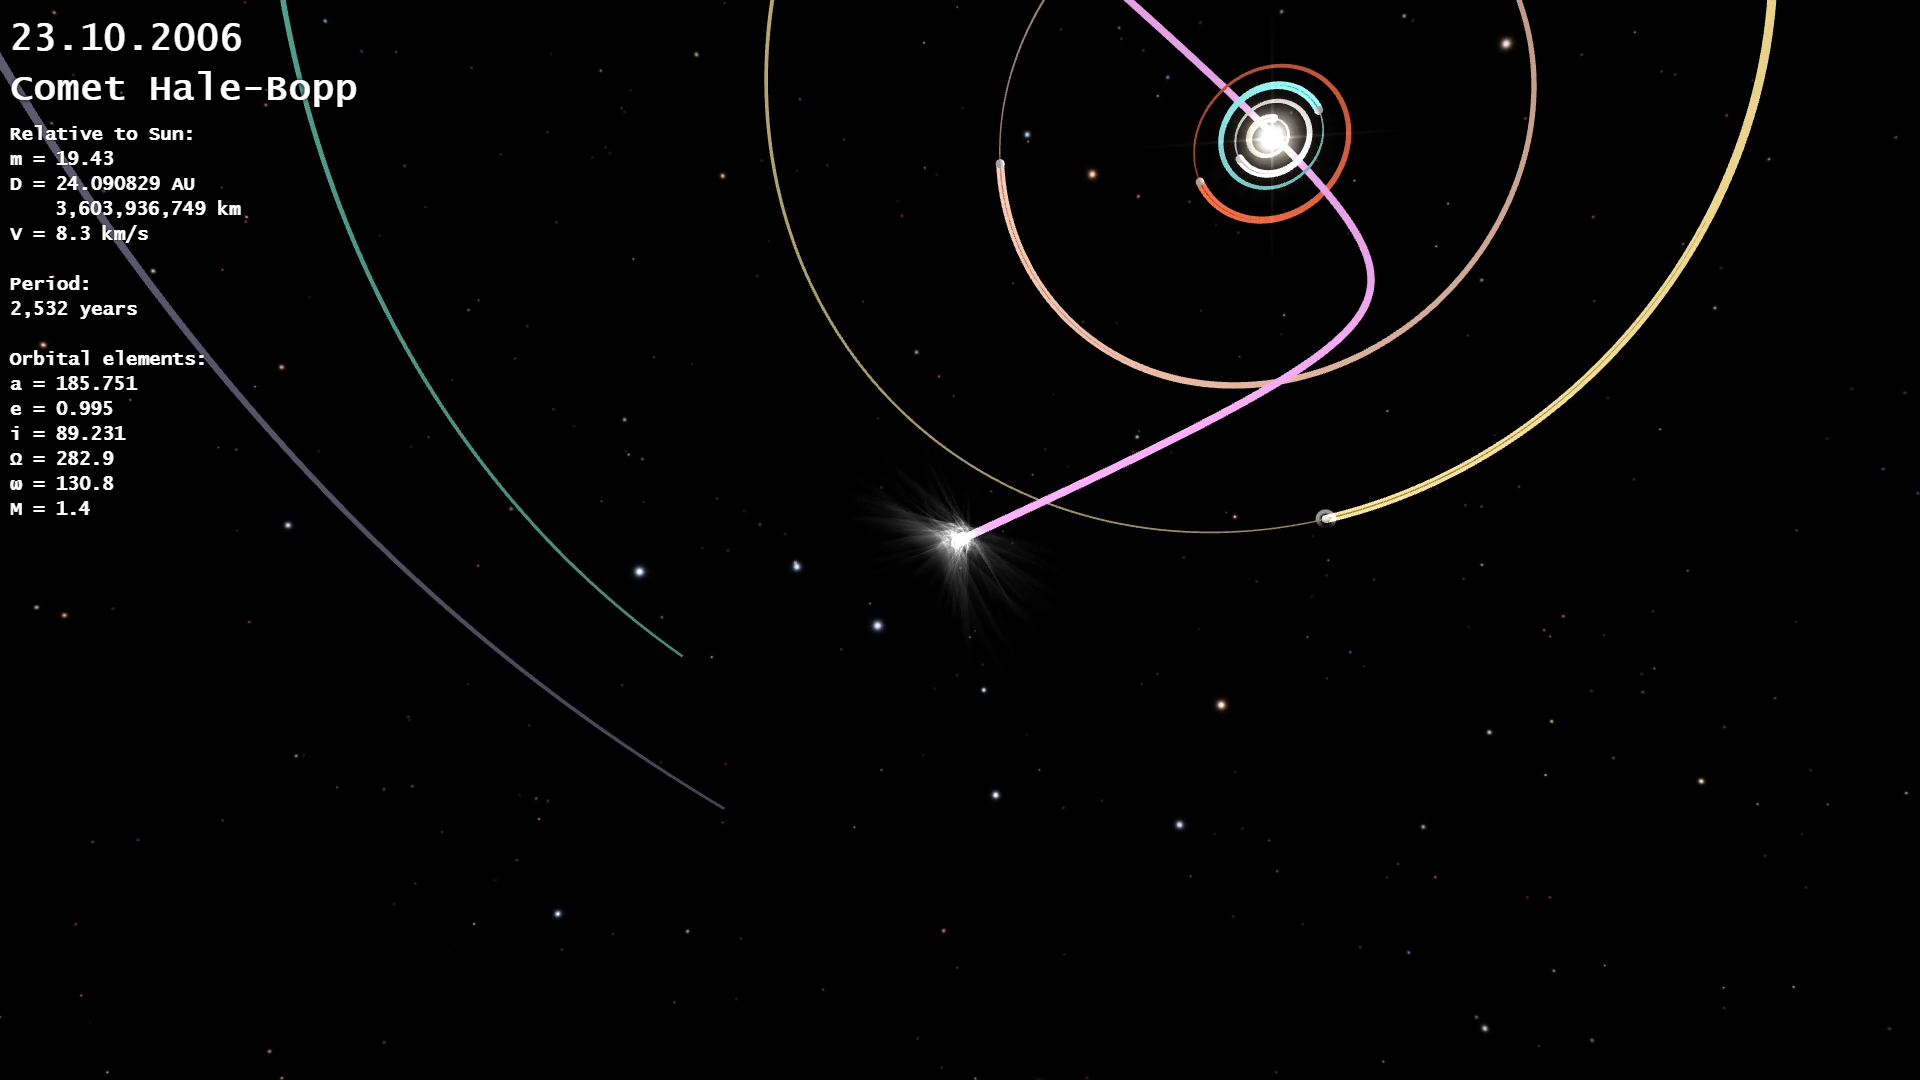 23.10.2006
Comet Hale-Bopp
Relative to Sun:
m = 19.43
D = 24.090829 AU
3,603,936,749 km
V = 8.3 km/s
Period:
2,532 years
Orbital elements:
a = 185.751
e = 0.995
i = 89.231
Ω = 282.9
ω = 130.8
M = 1.4